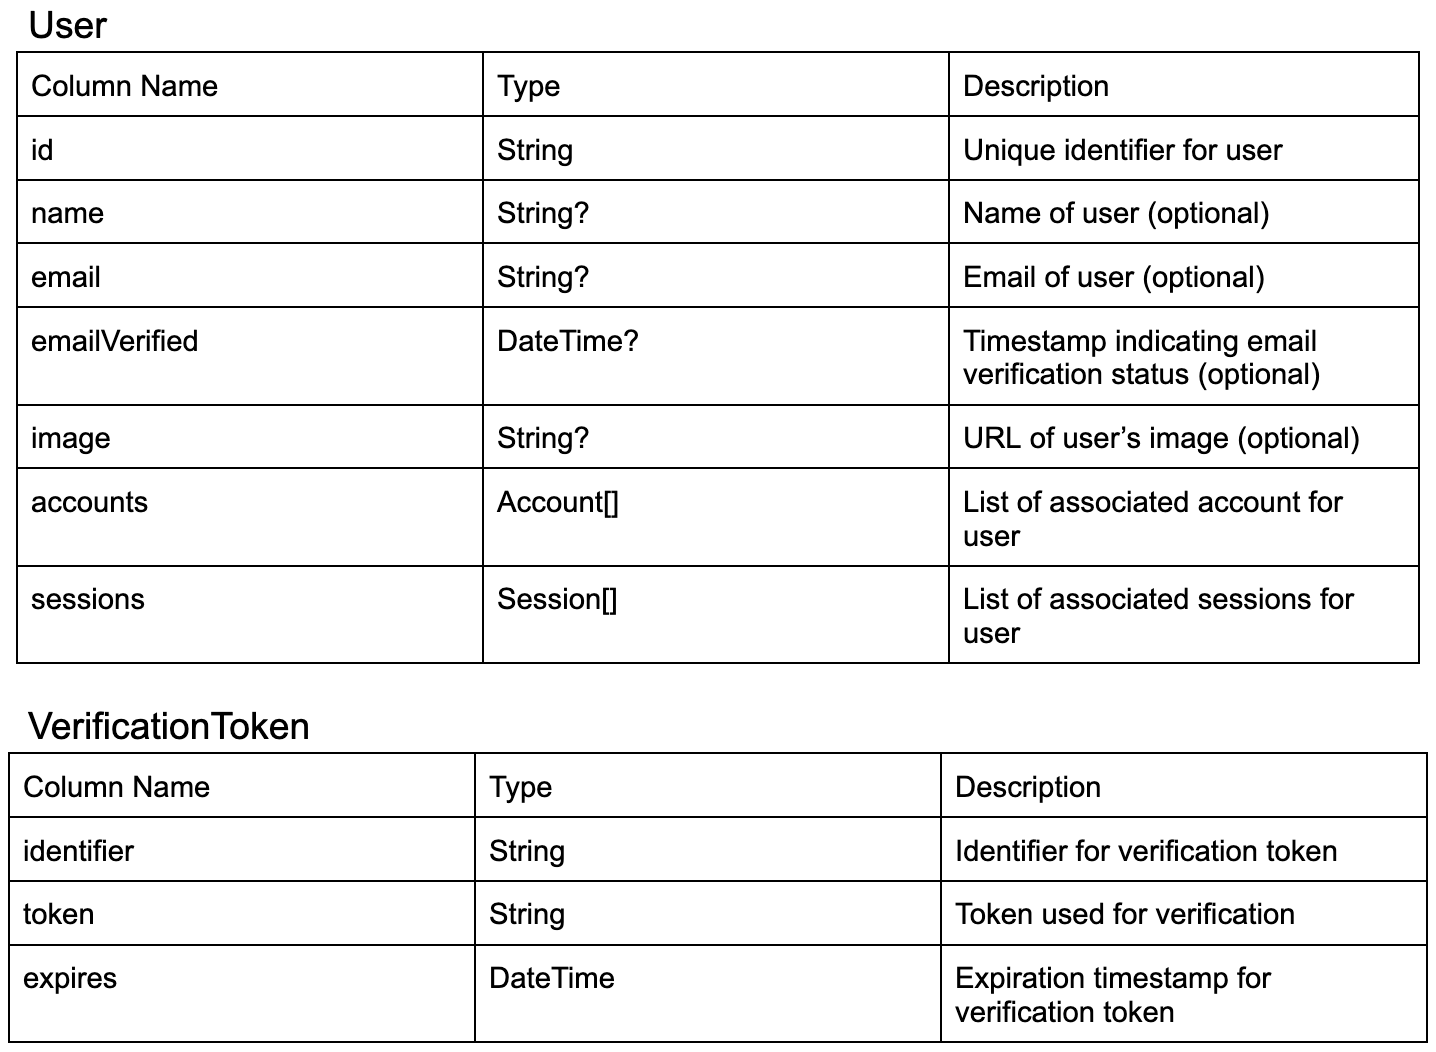 User
Column Name Type Description
id String Unique identifier for user
name String? Name of user (optional)
email String? Email of user (optional)
emailVerified DateTime? Timestamp indicating email
verification status (optional)
image String? URL of user’s image (optional)
accounts Account[] List of associated account for
user
sessions Session[] List of associated sessions for
user
VerificationToken
Column Name Type Description
identifier String Identifier for verification token
token String Token used for verification
expires DateTime Expiration timestamp for
verification token